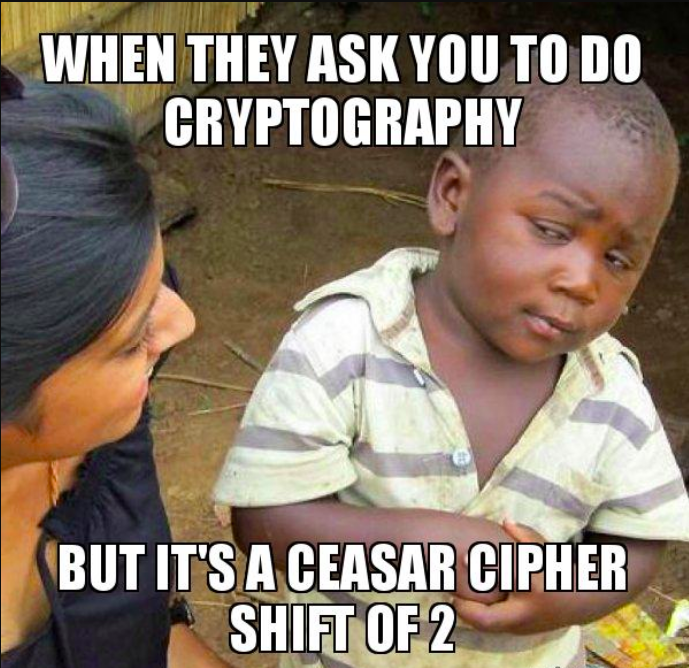 WHEN THEY ASK YOU TO DO
CRYPTOGRAPHY
BUT IT'S A CEASAR CIPHER
SHIFT OF 2